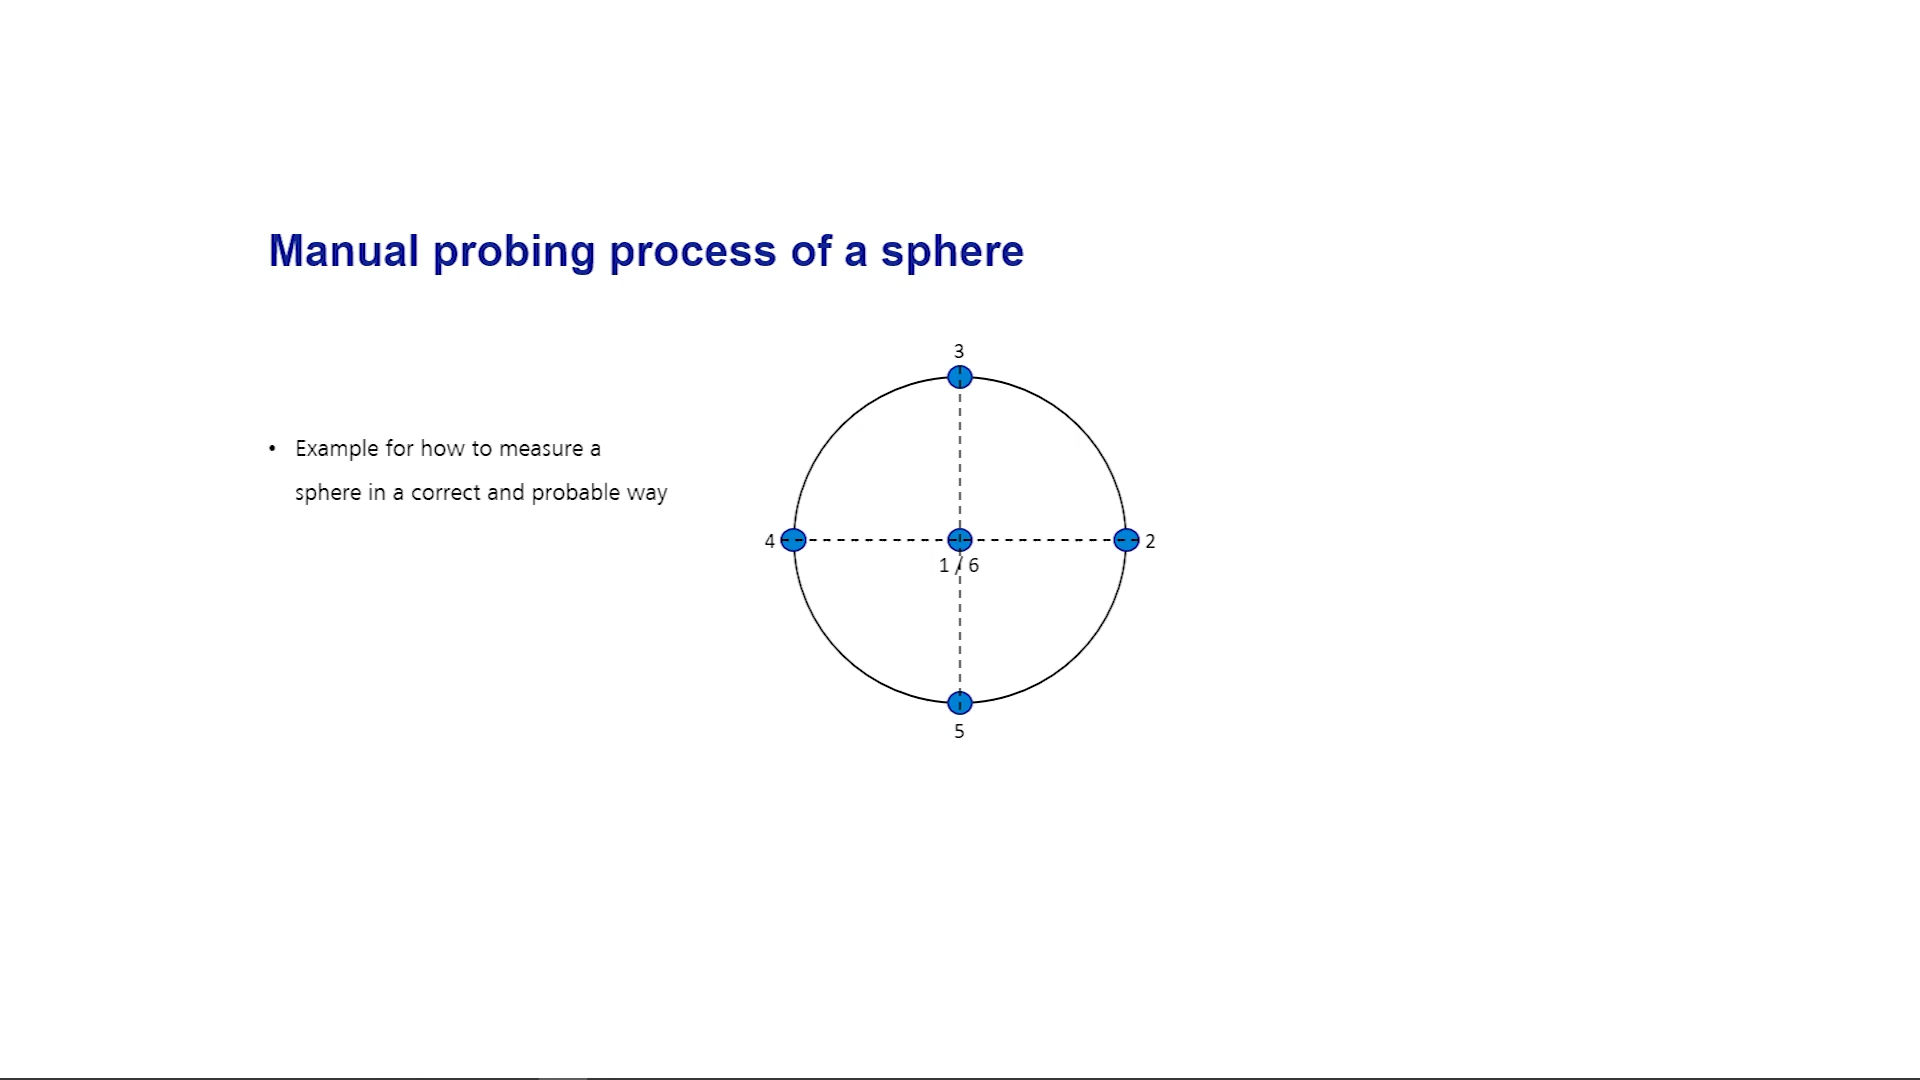 Manual probing process of a sphere
3
• Example for how to measure a
sphere in a correct and probable way
4
2
1 / 6
5